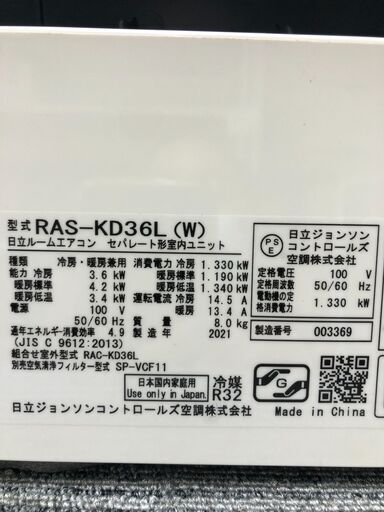 型式 RAS-KD36L (W)
日立ルームエアコン セパレート形室内ユニット
種類 冷房・暖房兼用
能力 冷房 3.6 kW
暖房標準 4.2 kW
暖房低温 3.4 kW
電源 100 V
50/60 Hz
通年エネルギー消費効率 4.9
(JIS C 9612:2013)
組合せ室外型式 RAC-KD36L
別売空気清浄フィルター型式 SP-VCF11
消費電力 冷房 1.330 kW
暖房標準 1.190 kW
暖房低温 1.340 kW
運転電流 冷房 14.5 A
暖房 13.4 A
質量 8.0 kg
製造年 2021
日本国内家庭用
Use only in Japan.
冷媒
R32
日立ジョンソンコントロールズ空調株式会社
PSE
日立ジョンソン
コントロールズ
空調株式会社
定格電圧 100 V
定格周波数 50/60 Hz
電動機の定格消費電力 1.330 kW
製造番号 003369
G
Made in China